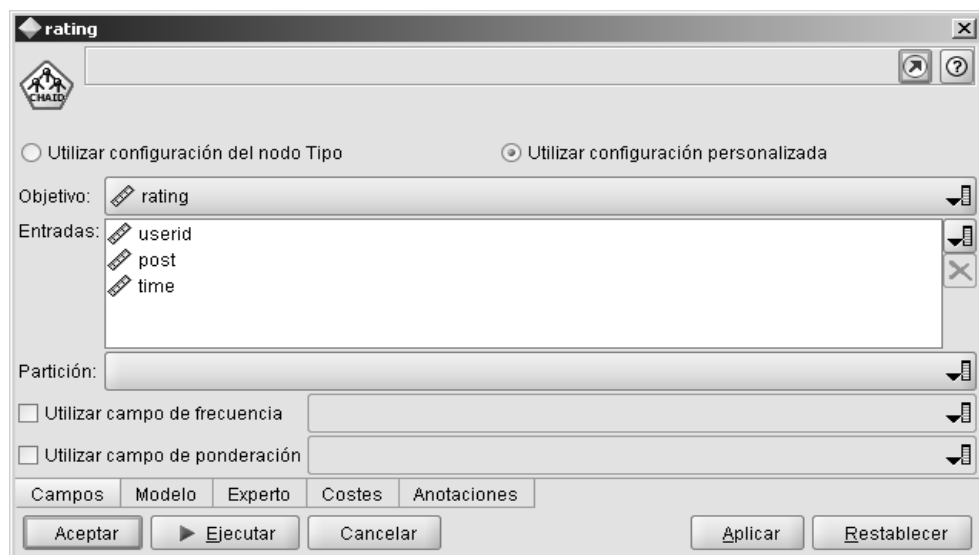 rating
CHAID
Utilizar configuración del nodo Tipo
Utilizar configuración personalizada
Objetivo: rating
Entradas: userid
post
time
Partición:
Utilizar campo de frecuencia
Utilizar campo de ponderación
Campos Modelo Experto Costes Anotaciones
Aceptar Ejecutar Cancelar Aplicar Restablecer